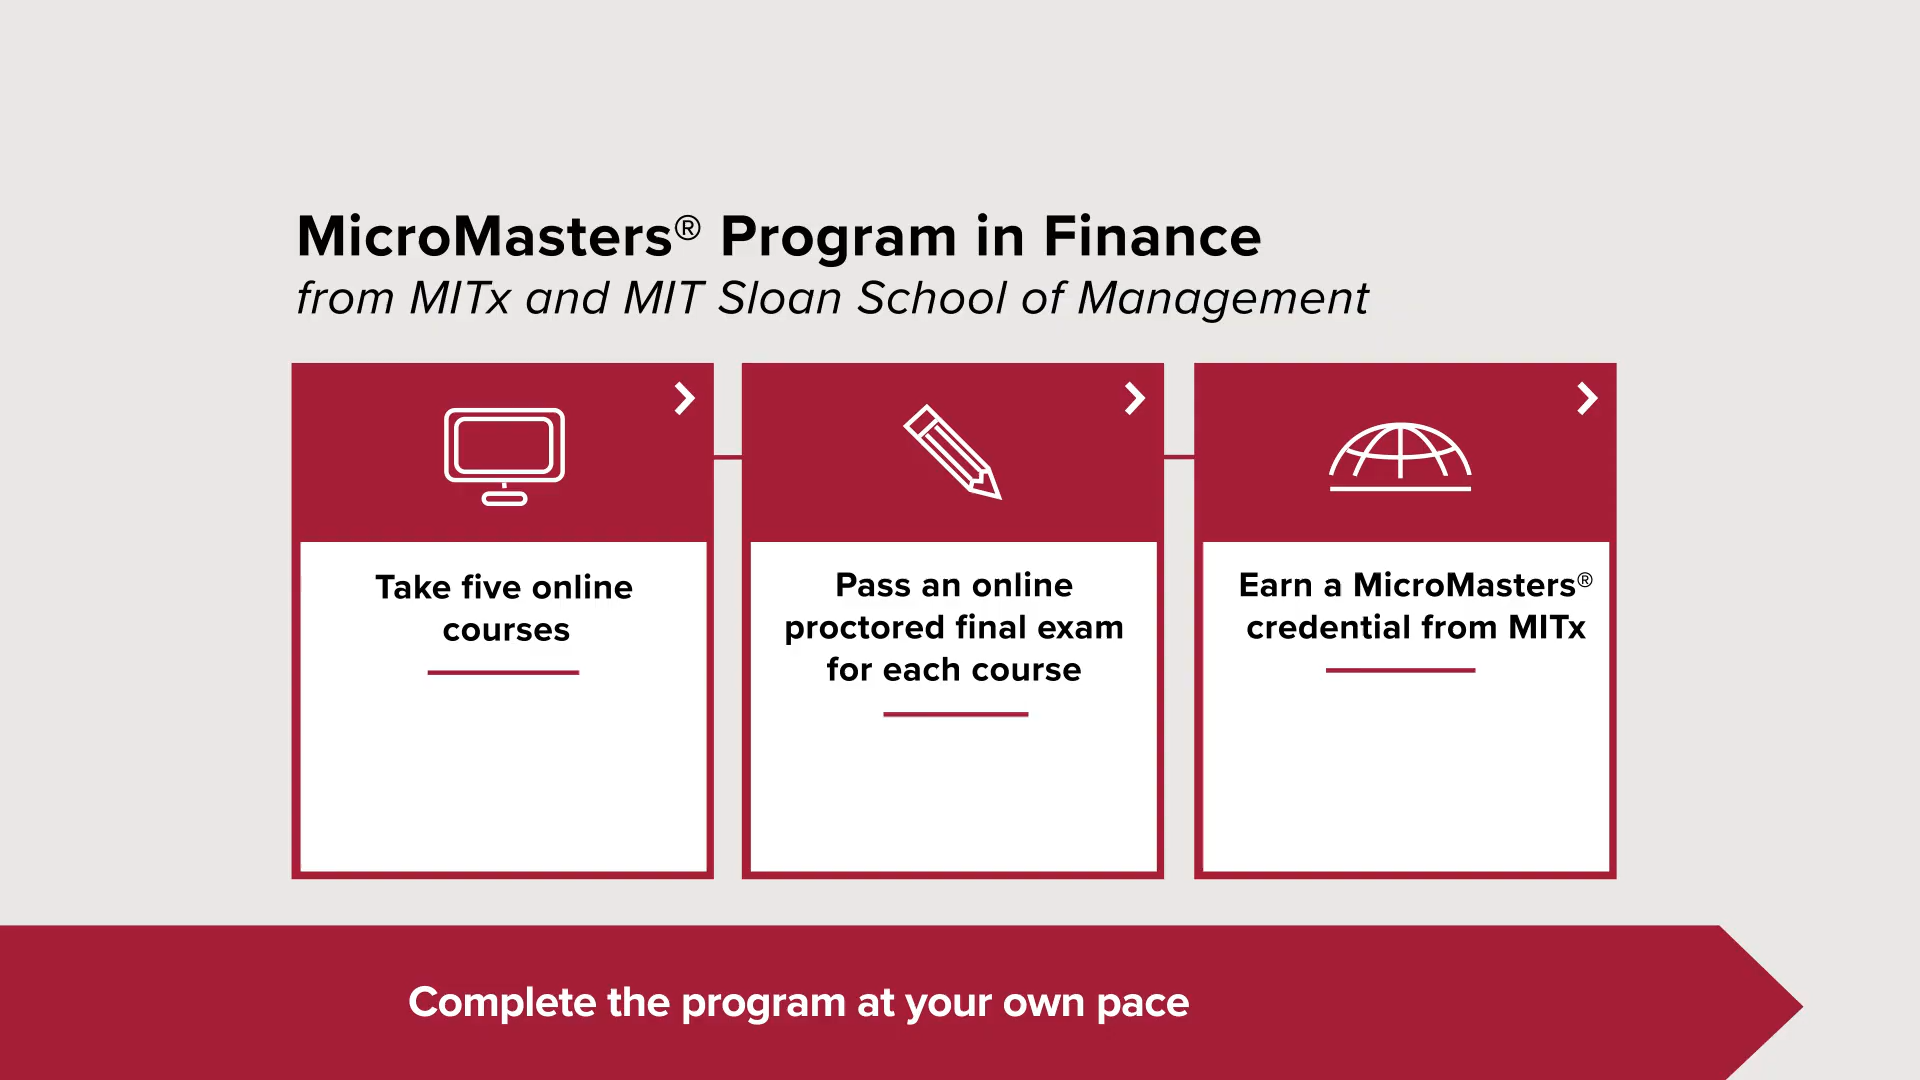 MicroMasters® Program in Finance
from MITx and MIT Sloan School of Management
Take five online
courses
Pass an online
proctored final exam
for each course
Earn a MicroMasters®
credential from MITx
Complete the program at your own pace